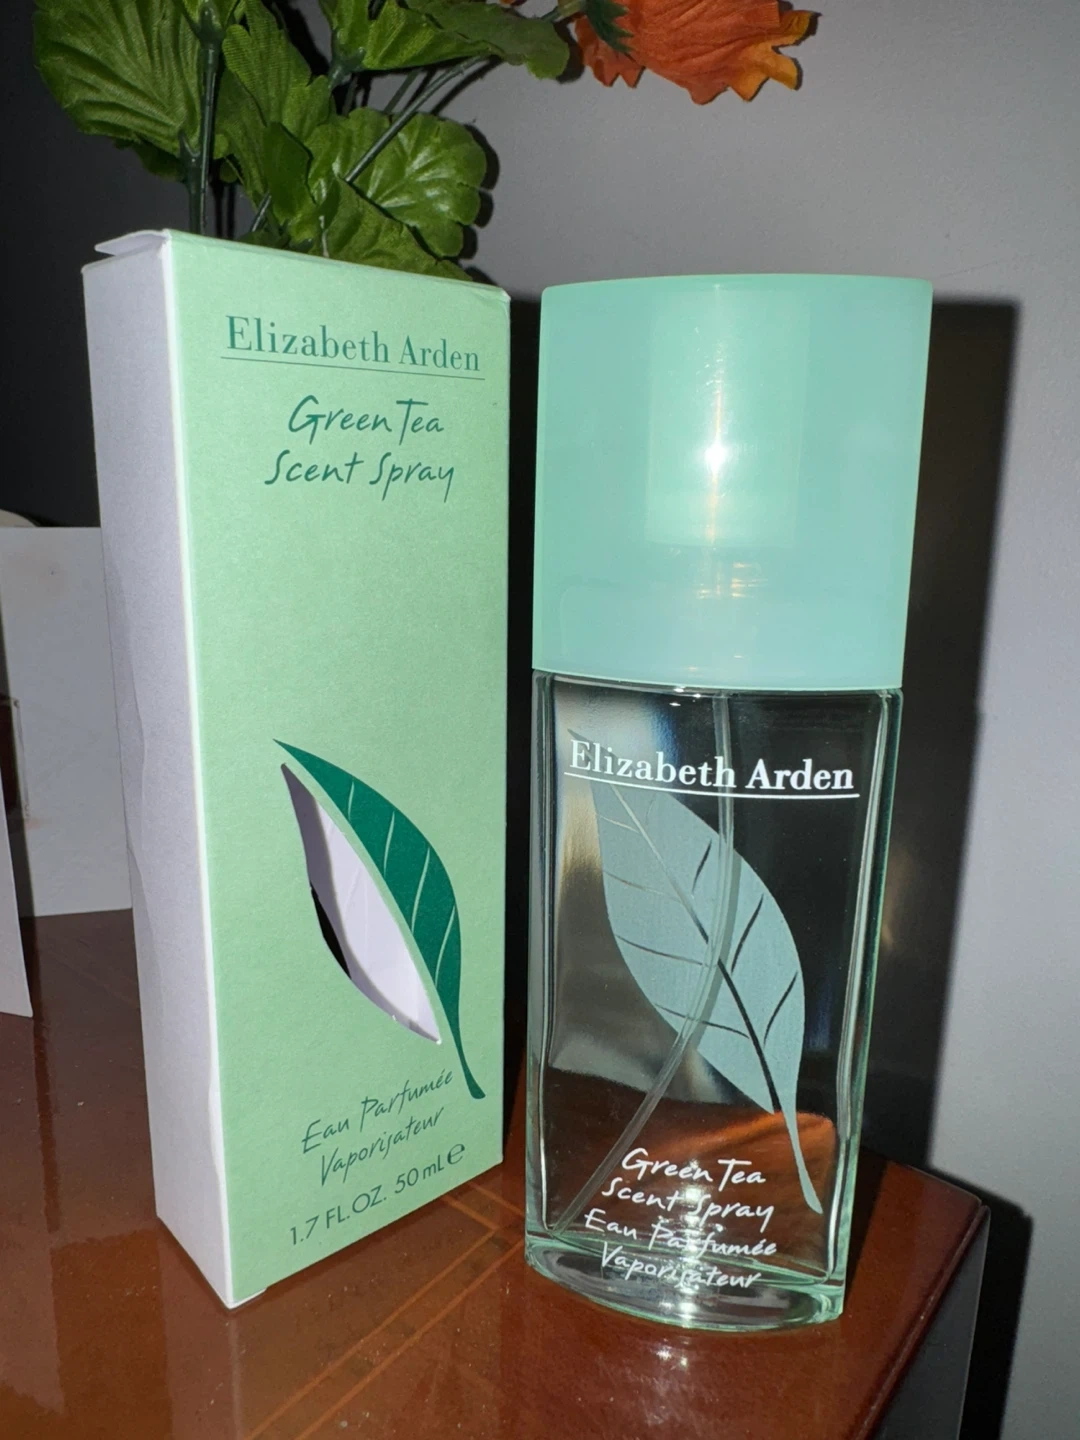 Elizabeth Arden
Green Tea
Scent Spray
Eau Parfumée
Vaporisateur
1.7 FL.OZ. 50 mL ℮
Elizabeth Arden
Green Tea
Scent Spray
Eau Parfumée
Vaporisateur